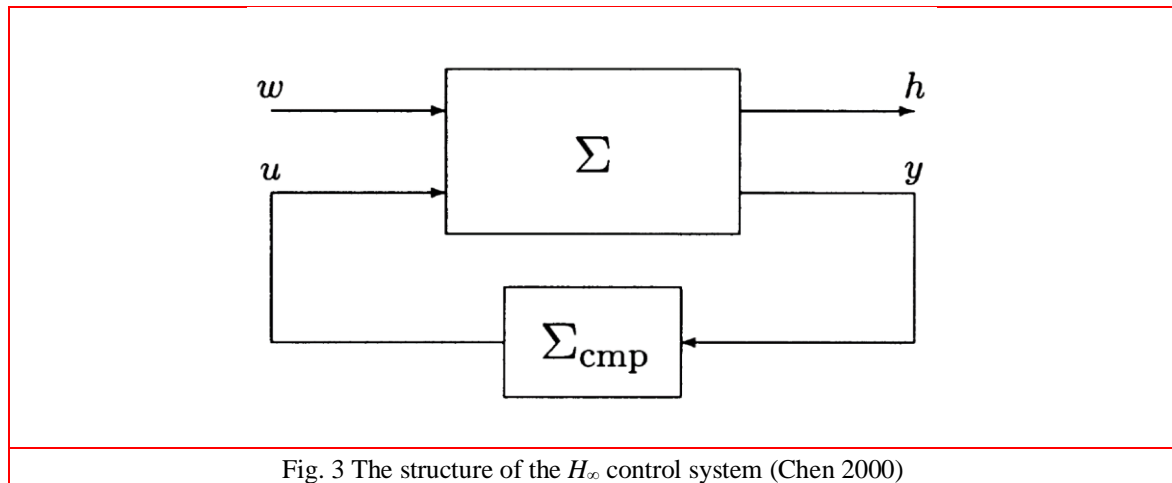 w
h
Σ
u
y
Σcmp
Fig. 3 The structure of the H∞ control system (Chen 2000)